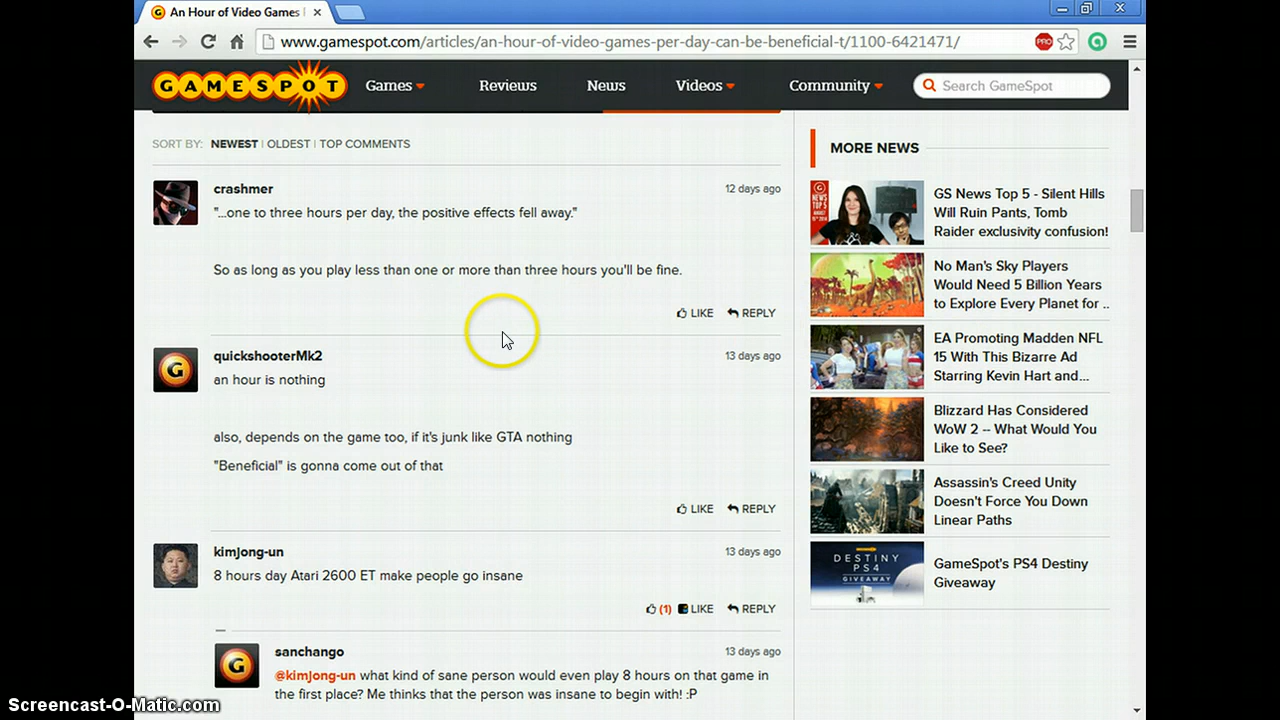 An Hour of Video Games
www.gamespot.com/articles/an-hour-of-video-games-per-day-can-be-beneficial-t/1100-6421471/
PRO
GAMESPOT
Games
Reviews
News
Videos
Community
Search GameSpot
SORT BY: NEWEST | OLDEST | TOP COMMENTS
crashmer
12 days ago
"...one to three hours per day, the positive effects fell away."
So as long as you play less than one or more than three hours you'll be fine.
LIKE REPLY
quickshooterMk2
13 days ago
an hour is nothing
also, depends on the game too, if it's junk like GTA nothing
"Beneficial" is gonna come out of that
LIKE REPLY
kimJong-un
13 days ago
8 hours day Atari 2600 ET make people go insane
(1) LIKE REPLY
sanchango
13 days ago
@kimJong-un what kind of sane person would even play 8 hours on that game in
the first place? Me thinks that the person was insane to begin with! :P
MORE NEWS
GS News Top 5 - Silent Hills
Will Ruin Pants, Tomb
Raider exclusivity confusion!
No Man's Sky Players
Would Need 5 Billion Years
to Explore Every Planet for ..
EA Promoting Madden NFL
15 With This Bizarre Ad
Starring Kevin Hart and...
Blizzard Has Considered
WoW 2 -- What Would You
Like to See?
Assassin's Creed Unity
Doesn't Force You Down
Linear Paths
DESTINY
PS4
GIVEAWAY
GameSpot's PS4 Destiny
Giveaway
Screencast-O-Matic.com